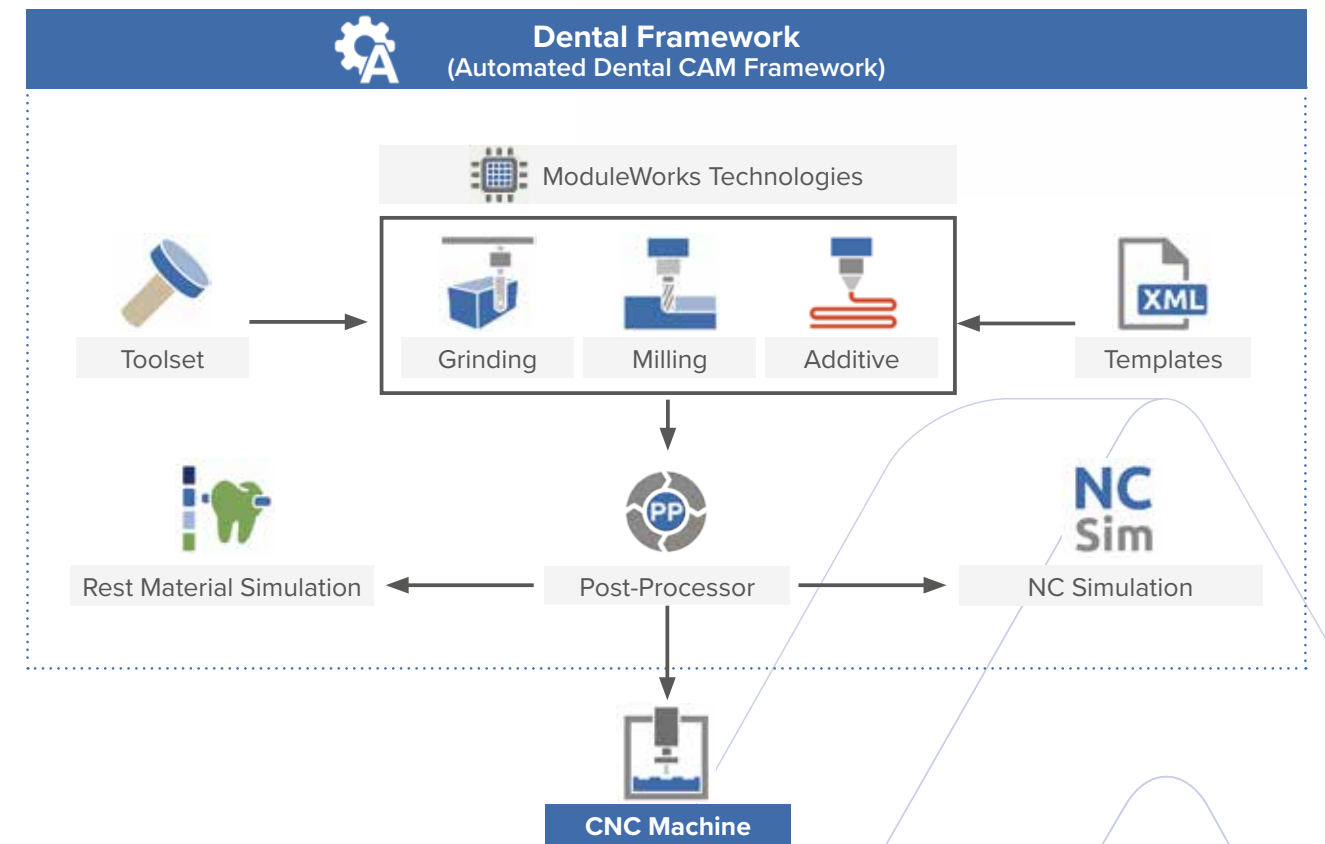 Dental Framework
(Automated Dental CAM Framework)
A
ModuleWorks Technologies
XML
Toolset
Grinding
Milling
Additive
Templates
PP
NC
Sim
Rest Material Simulation
Post-Processor
NC Simulation
CNC Machine